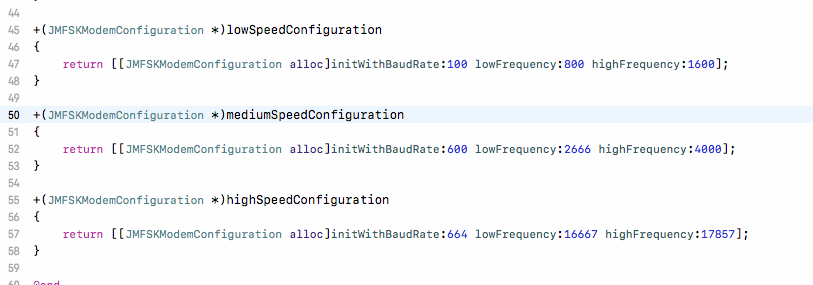 44
45 +(JMFSKModemConfiguration *)lowSpeedConfiguration
46 {
47 return [[JMFSKModemConfiguration alloc]initWithBaudRate:100 lowFrequency:800 highFrequency:1600];
48 }
49
50 +(JMFSKModemConfiguration *)mediumSpeedConfiguration
51 {
52 return [[JMFSKModemConfiguration alloc]initWithBaudRate:600 lowFrequency:2666 highFrequency:4000];
53 }
54
55 +(JMFSKModemConfiguration *)highSpeedConfiguration
56 {
57 return [[JMFSKModemConfiguration alloc]initWithBaudRate:664 lowFrequency:16667 highFrequency:17857];
58 }
59
60 @end